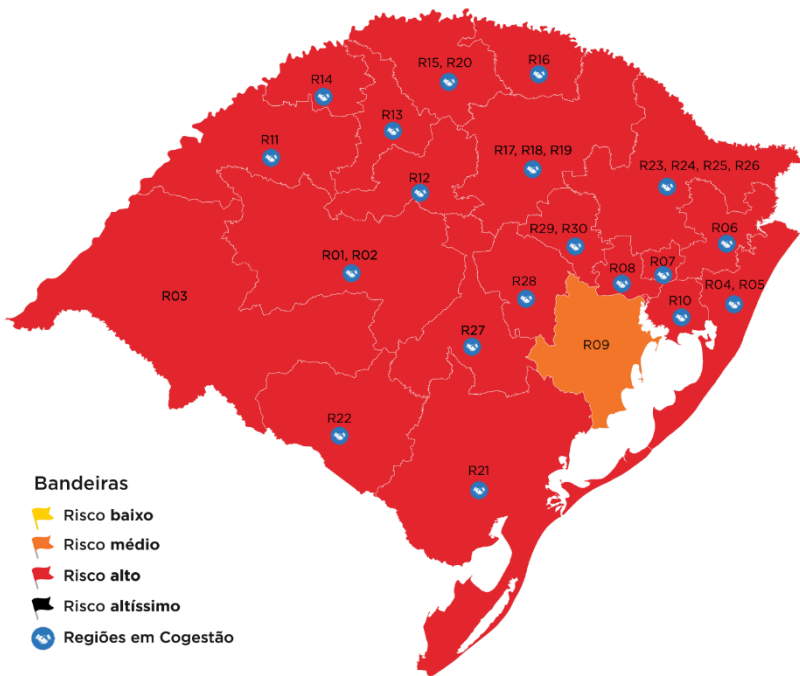 R15, R20
R16
R14
R13
R11
R17, R18, R19
R23, R24, R25, R26
R12
R29, R30
R06
R01, R02
R08
R07
R28
R04, R05
R03
R10
R27
R09
R22
R21
Bandeiras
Risco baixo
Risco médio
Risco alto
Risco altíssimo
Regiões em Cogestão